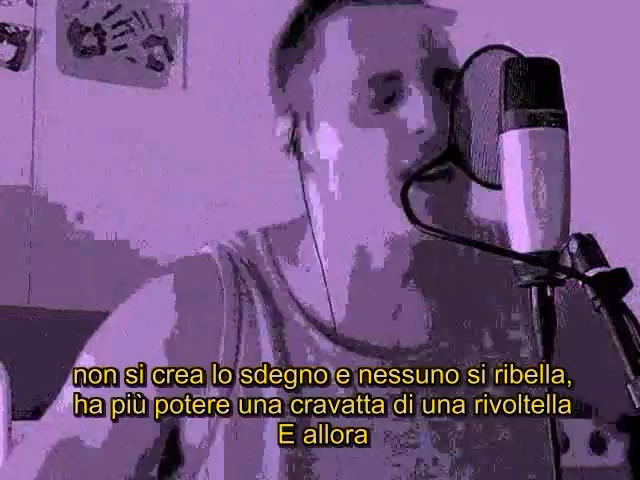 non si crea lo sdegno e nessuno si ribella,
ha più potere una cravatta di una rivoltella
E allora